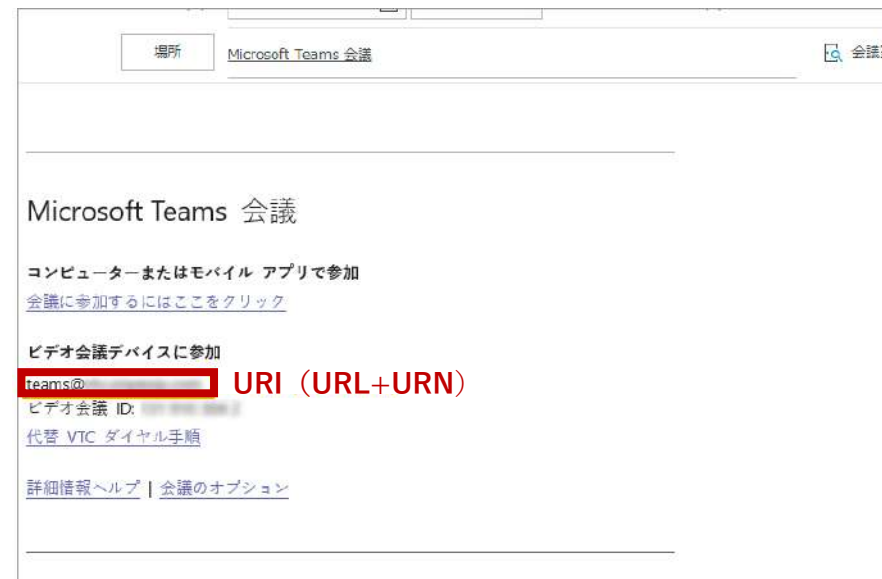 場所
Microsoft Teams 会議
Microsoft Teams 会議
コンピューターまたはモバイル アプリで参加
会議に参加するにはここをクリック
ビデオ会議デバイスに参加
teams@
URI（URL+URN）
ビデオ会議 ID:
代替 VTC ダイヤル手順
詳細情報ヘルプ | 会議のオプション